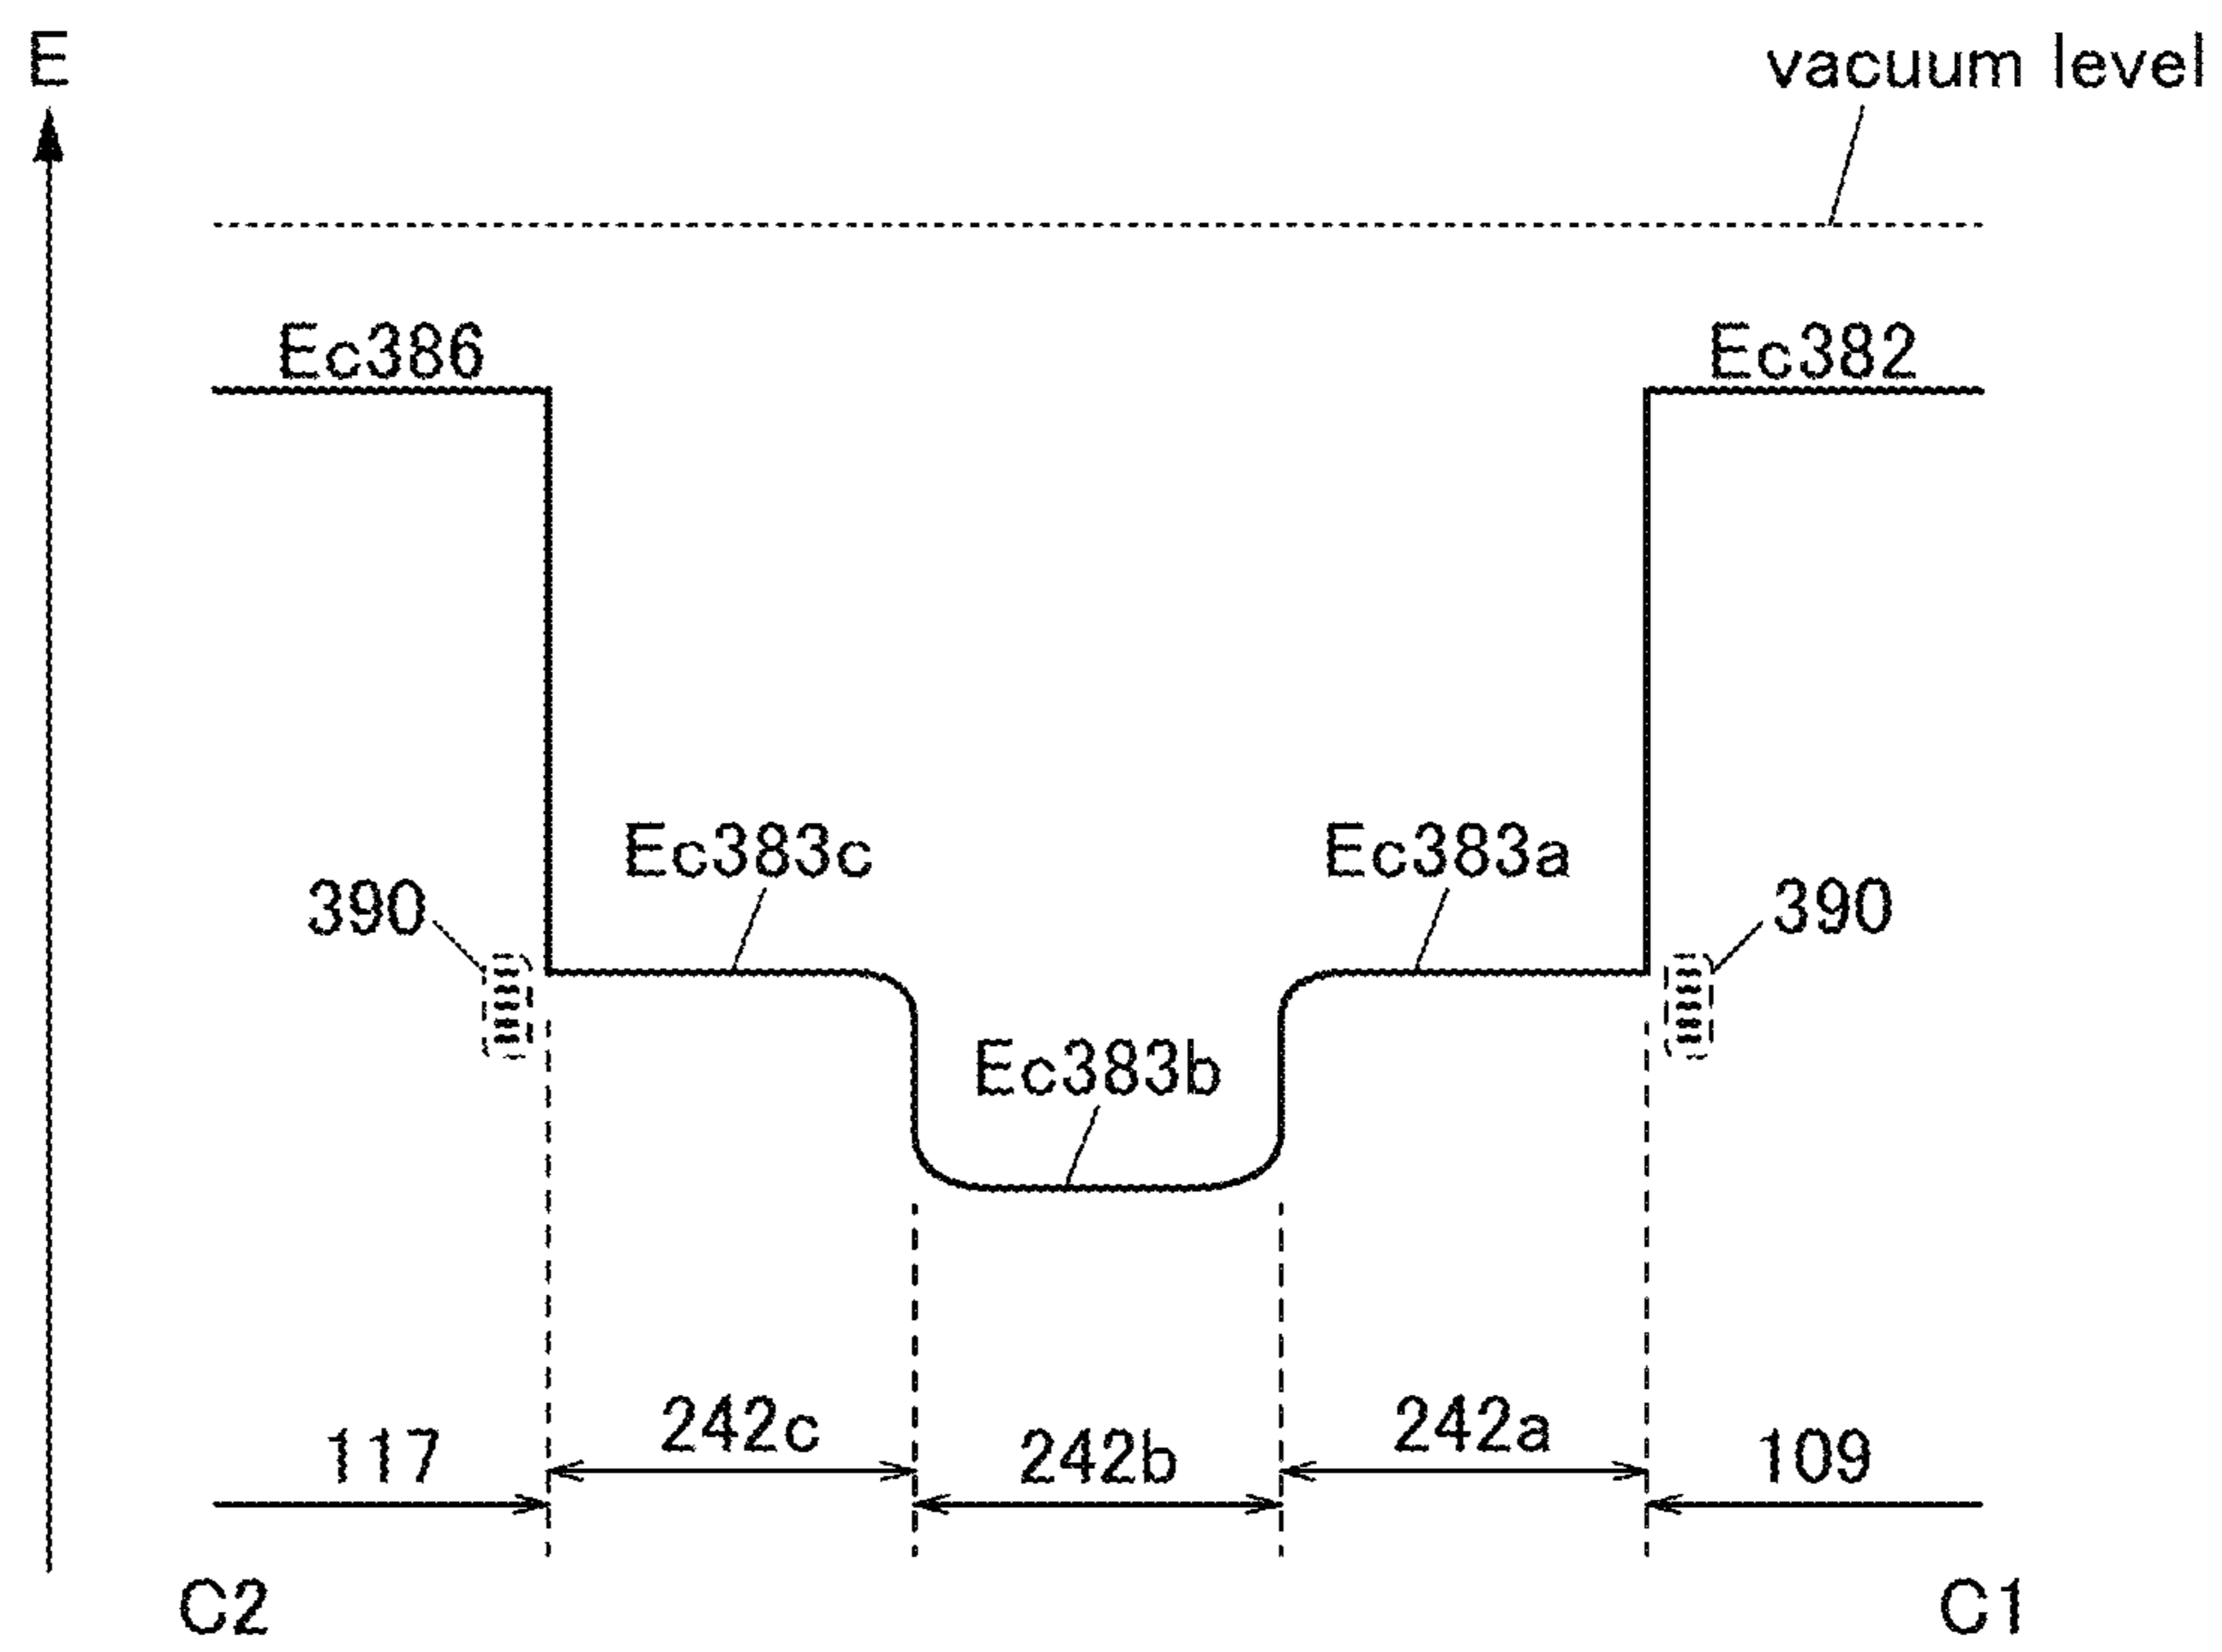 E
vacuum level
Ec386
Ec382
Ec383c
Ec383a
390
390
Ec383b
117
242c
242b
242a
109
C2
C1